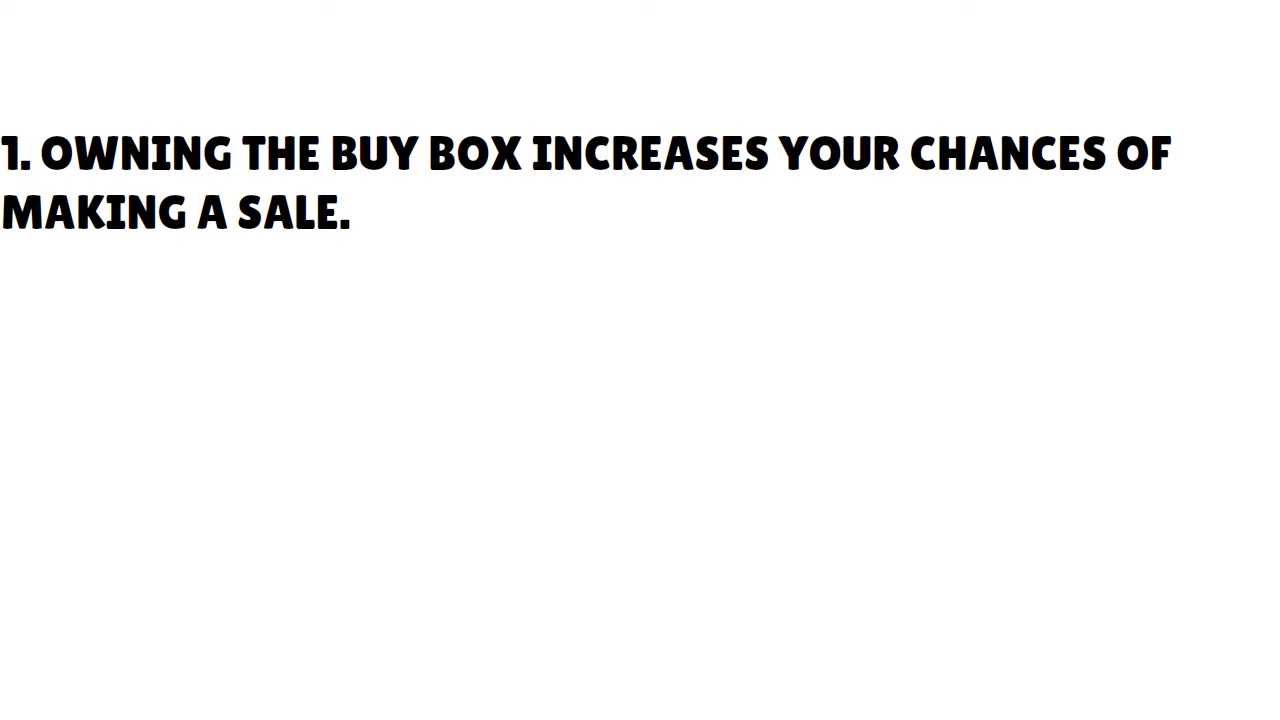 1. OWNING THE BUY BOX INCREASES YOUR CHANCES OF
MAKING A SALE.